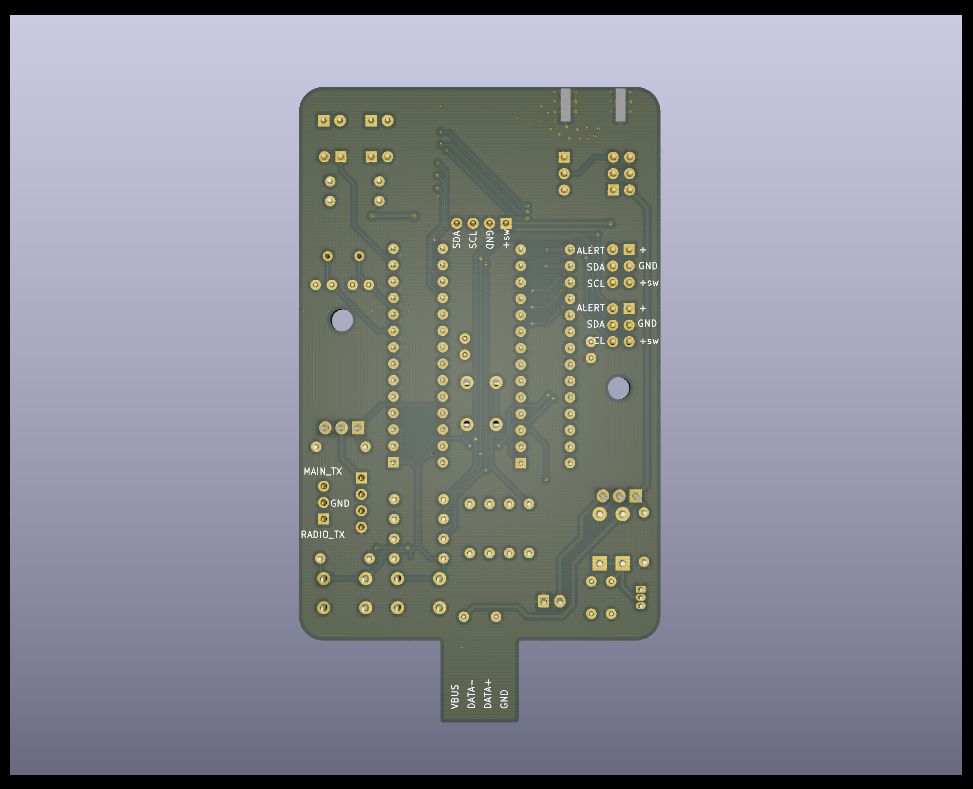 SDA
SCL
GND
+sw
ALERT +
SDA GND
SCL +sw
ALERT +
SDA GND
SCL +sw
MAIN_TX
GND
RADIO_TX
VBUS
DATA-
DATA+
GND